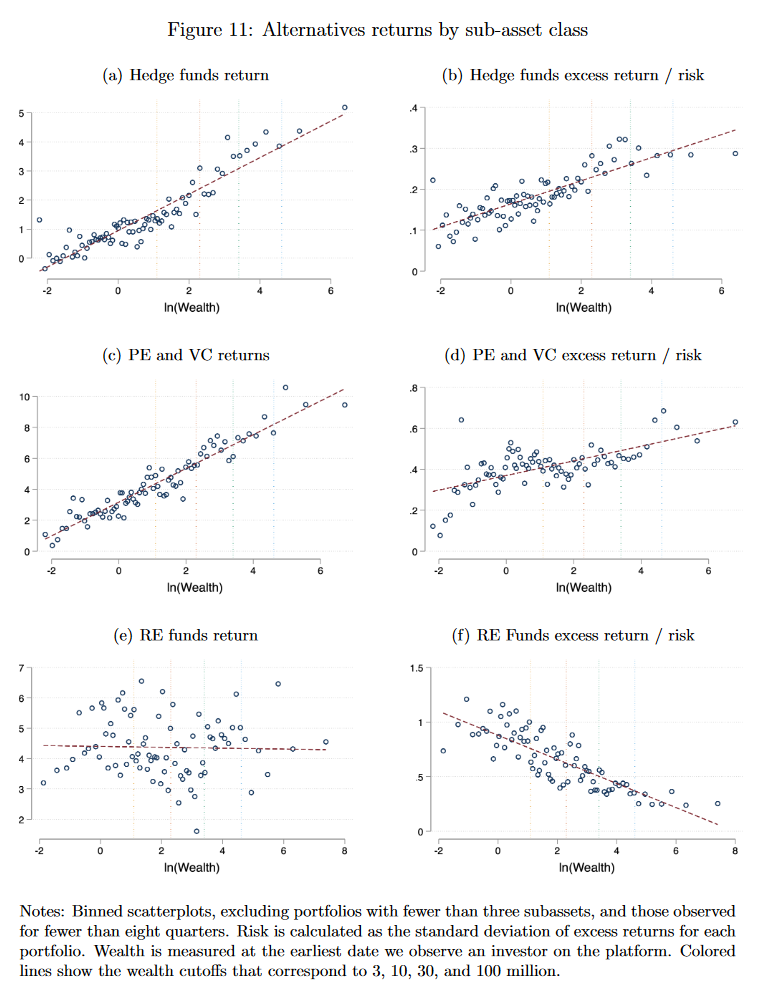 Figure 11: Alternatives returns by sub-asset class
(a) Hedge funds return
(b) Hedge funds excess return / risk
5
4
3
2
1
0
-2 0 2 4 6
ln(Wealth)
.4
.3
.2
.1
0
-2 0 2 4 6
ln(Wealth)
(c) PE and VC returns
(d) PE and VC excess return / risk
10
8
6
4
2
0
-2 0 2 4 6
ln(Wealth)
.8
.6
.4
.2
0
-2 0 2 4 6
ln(Wealth)
(e) RE funds return
(f) RE Funds excess return / risk
7
6
5
4
3
2
-2 0 2 4 6 8
ln(Wealth)
1.5
1
.5
0
-2 0 2 4 6 8
ln(Wealth)
Notes: Binned scatterplots, excluding portfolios with fewer than three subassets, and those observed
for fewer than eight quarters. Risk is calculated as the standard deviation of excess returns for each
portfolio. Wealth is measured at the earliest date we observe an investor on the platform. Colored
lines show the wealth cutoffs that correspond to 3, 10, 30, and 100 million.